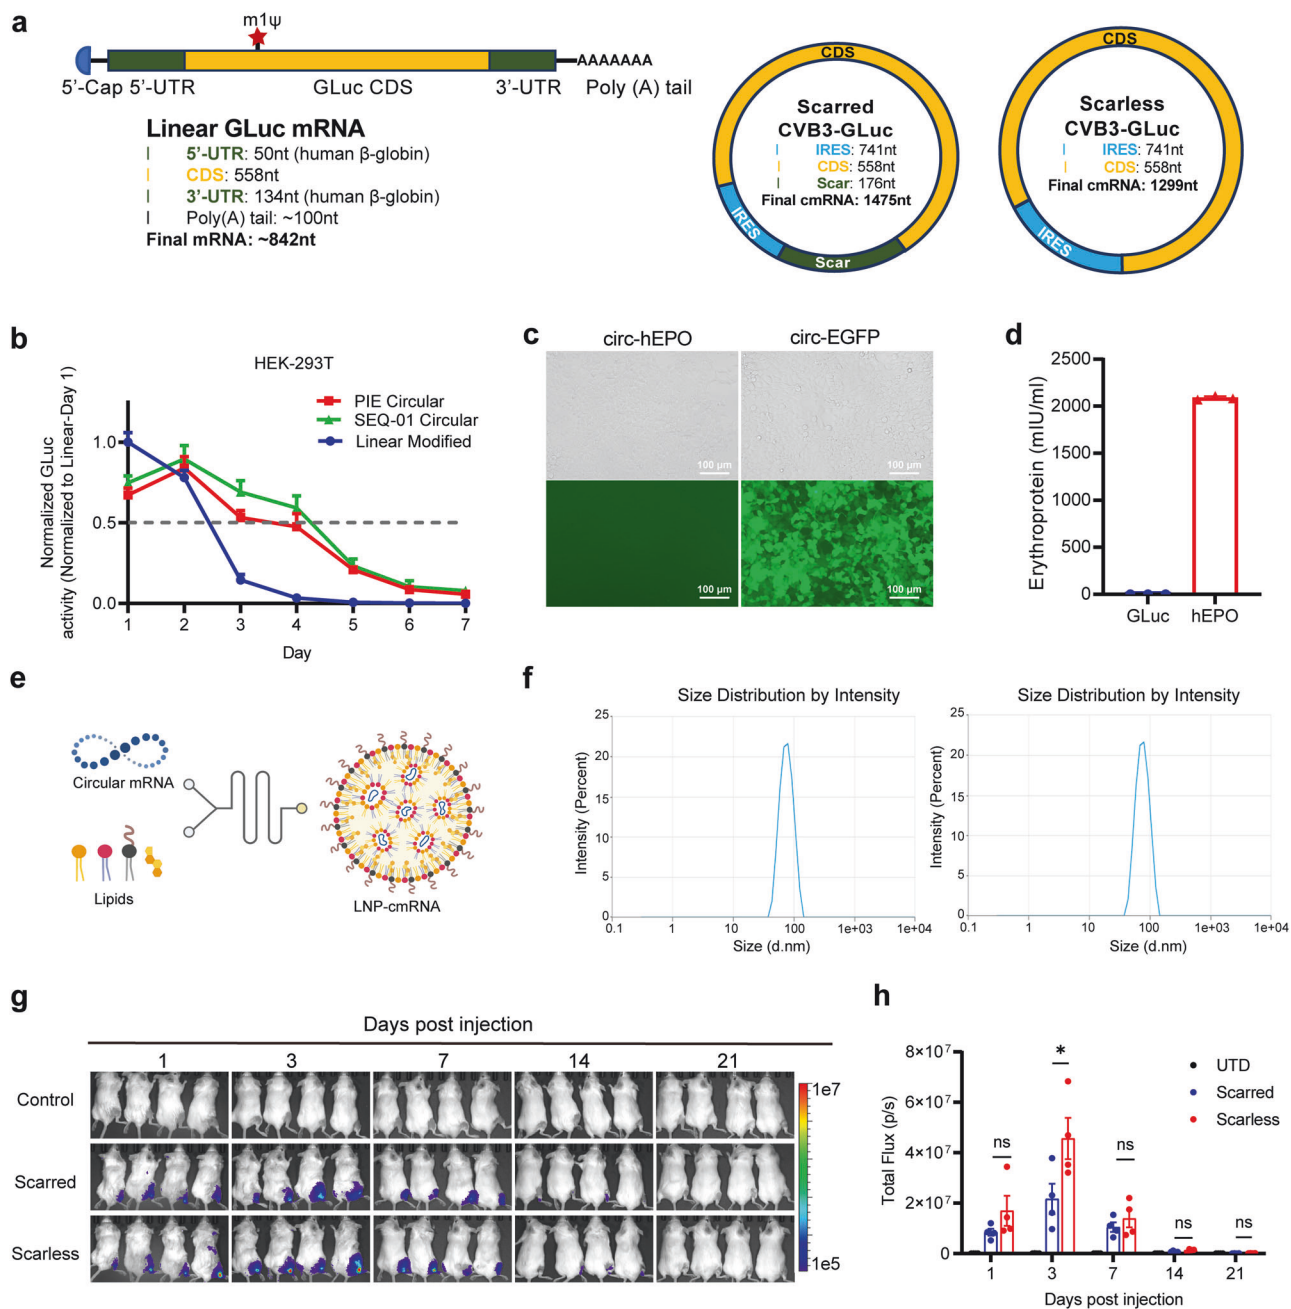 a
m1ψ
AAAAAAA
5'-Cap 5'-UTR GLuc CDS 3'-UTR Poly (A) tail
Linear GLuc mRNA
5'-UTR: 50nt (human β-globin)
CDS: 558nt
3'-UTR: 134nt (human β-globin)
Poly(A) tail: ~100nt
Final mRNA: ~842nt
CDS
Scarred
CVB3-GLuc
IRES: 741nt
CDS: 558nt
Scar: 176nt
Final cmRNA: 1475nt
IRES
Scar
CDS
Scarless
CVB3-GLuc
IRES: 741nt
CDS: 558nt
Final cmRNA: 1299nt
IRES
b
HEK-293T
Normalized GLuc
activity (Normalized to Linear-Day 1)
PIE Circular
SEQ-01 Circular
Linear Modified
1.0
0.5
0.0
1 2 3 4 5 6 7
Day
c
circ-hEPO circ-EGFP
100 µm 100 µm
100 µm 100 µm
d
Erythroprotein (mIU/ml)
2500
2000
1500
1000
500
0
GLuc hEPO
e
Circular mRNA
Lipids
LNP-cmRNA
f
Size Distribution by Intensity
Intensity (Percent)
25
20
15
10
5
0
0.1 1 10 100 1e+03 1e+04
Size (d.nm)
Size Distribution by Intensity
Intensity (Percent)
25
20
15
10
5
0
0.1 1 10 100 1e+03 1e+04
Size (d.nm)
g
Days post injection
1 3 7 14 21
Control
Scarred
Scarless
1e7
1e5
h
Total Flux (p/s)
8×10⁷
6×10⁷
4×10⁷
2×10⁷
0
ns * ns ns ns
UTD
Scarred
Scarless
1 3 7 14 21
Days post injection